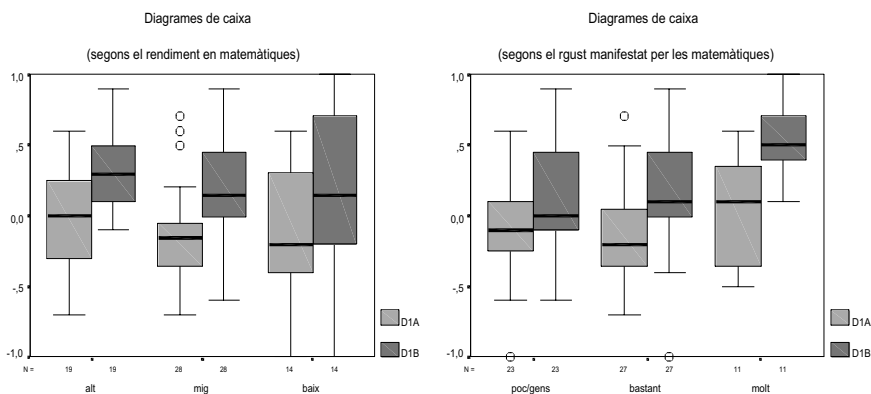 Diagrames de caixa
(segons el rendiment en matemàtiques)
1,0
,5
0,0
-,5
-1,0
N = 19 19 28 28 14 14
alt mig baix
D1A
D1B
Diagrames de caixa
(segons el rgust manifestat per les matemàtiques)
1,0
,5
0,0
-,5
-1,0
N = 23 23 27 27 11 11
poc/gens bastant molt
D1A
D1B